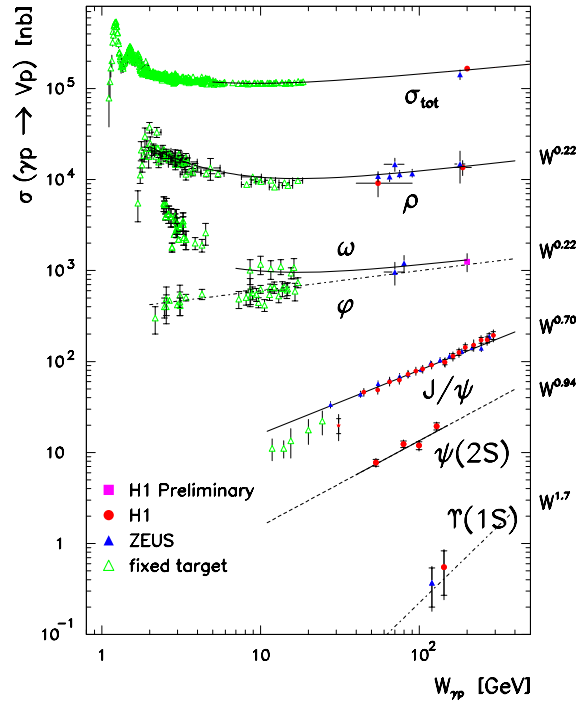 σ (γp → Vp) [nb]
10^5
10^4
10^3
10^2
10
1
10^-1
σtot
ρ
ω
φ
J/ψ
ψ(2S)
Υ(1S)
W^0.22
W^0.22
W^0.70
W^0.94
W^1.7
H1 Preliminary
H1
ZEUS
fixed target
1
10
10^2
Wγp [GeV]